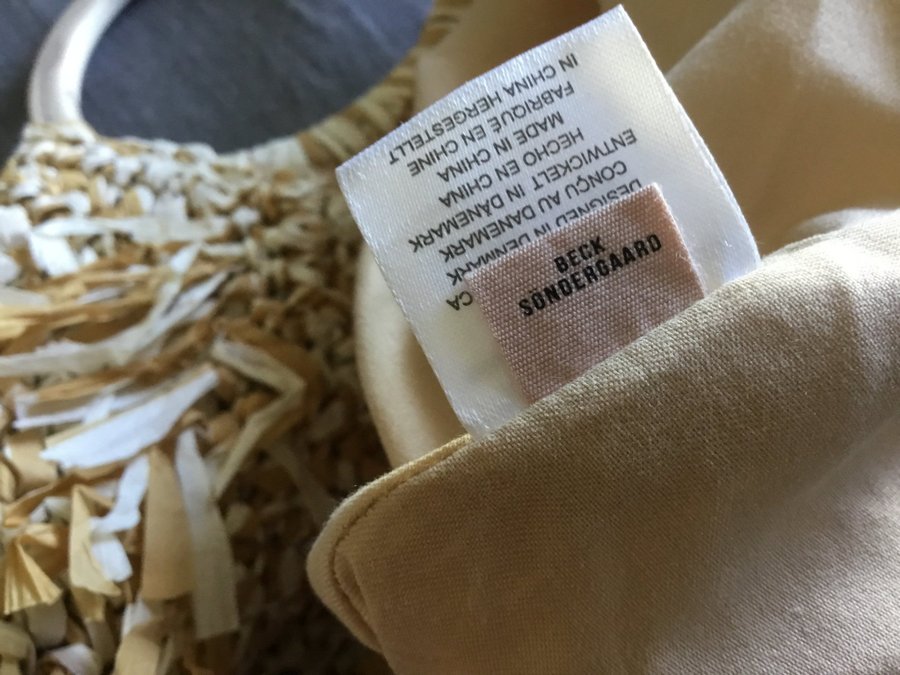 BECK
SÖNDERGAARD
CA
DESIGNED IN DENMARK
CONÇU AU DANEMARK
ENTWICKELT IN DÄNEMARK
HECHO EN CHINA
MADE IN CHINA
FABRIQUÉ EN CHINE
IN CHINA HERGESTELLT